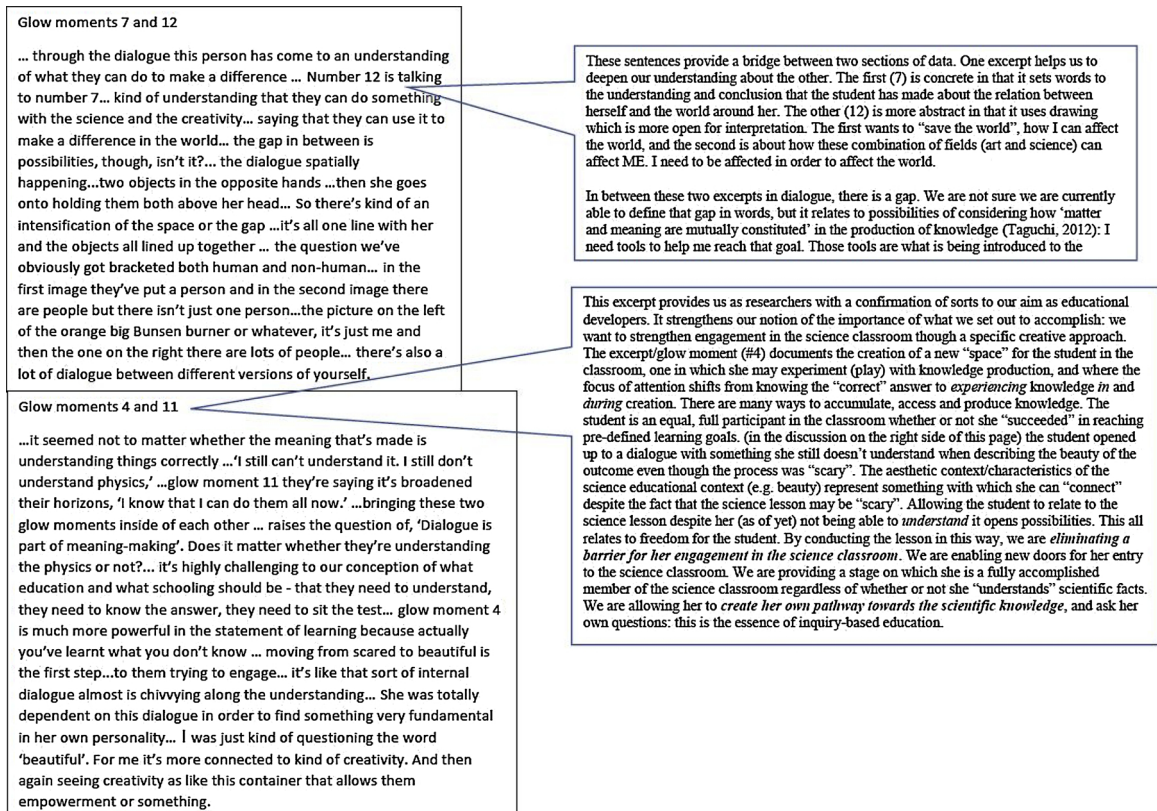 Glow moments 7 and 12
… through the dialogue this person has come to an understanding
of what they can do to make a difference … Number 12 is talking
to number 7… kind of understanding that they can do something
with the science and the creativity… saying that they can use it to
make a difference in the world… the gap in between is
possibilities, though, isn’t it?… the dialogue spatially
happening…two objects in the opposite hands …then she goes
onto holding them both above her head… So there’s kind of an
intensification of the space or the gap …it’s all one line with her
and the objects all lined up together … the question we’ve
obviously got bracketed both human and non-human… in the
first image they’ve put a person and in the second image there
are people but there isn’t just one person…the picture on the left
of the orange big Bunsen burner or whatever, it’s just me and
then the one on the right there are lots of people… there’s also a
lot of dialogue between different versions of yourself.
These sentences provide a bridge between two sections of data. One excerpt helps us to
deepen our understanding about the other. The first (7) is concrete in that it sets words to
the understanding and conclusion that the student has made about the relation between
herself and the world around her. The other (12) is more abstract in that it uses drawing
which is more open for interpretation. The first wants to “save the world”, how I can affect
the world, and the second is about how these combination of fields (art and science) can
affect ME. I need to be affected in order to affect the world.
In between these two excerpts in dialogue, there is a gap. We are not sure we are currently
able to define that gap in words, but it relates to possibilities of considering how ‘matter
and meaning are mutually constituted’ in the production of knowledge (Taguchi, 2012): I
need tools to help me reach that goal. Those tools are what is being introduced to the
Glow moments 4 and 11
…it seemed not to matter whether the meaning that’s made is
understanding things correctly …‘I still can’t understand it. I still don’t
understand physics,’ …glow moment 11 they’re saying it’s broadened
their horizons, ‘I know that I can do them all now.’ …bringing these two
glow moments inside of each other … raises the question of, ‘Dialogue is
part of meaning-making’. Does it matter whether they’re understanding
the physics or not?… it’s highly challenging to our conception of what
education and what schooling should be - that they need to understand,
they need to know the answer, they need to sit the test… glow moment 4
is much more powerful in the statement of learning because actually
you’ve learnt what you don’t know … moving from scared to beautiful is
the first step…to them trying to engage… it’s like that sort of internal
dialogue almost is chivvying along the understanding… She was totally
dependent on this dialogue in order to find something very fundamental
in her own personality… I was just kind of questioning the word
‘beautiful’. For me it’s more connected to kind of creativity. And then
again seeing creativity as like this container that allows them
empowerment or something.
This excerpt provides us as researchers with a confirmation of sorts to our aim as educational
developers. It strengthens our notion of the importance of what we set out to accomplish: we
want to strengthen engagement in the science classroom though a specific creative approach.
The excerpt/glow moment (#4) documents the creation of a new “space” for the student in the
classroom, one in which she may experiment (play) with knowledge production, and where the
focus of attention shifts from knowing the “correct” answer to experiencing knowledge in and
during creation. There are many ways to accumulate, access and produce knowledge. The
student is an equal, full participant in the classroom whether or not she “succeeded” in reaching
pre-defined learning goals. (in the discussion on the right side of this page) the student opened
up to a dialogue with something she still doesn’t understand when describing the beauty of the
outcome even though the process was “scary”. The aesthetic context/characteristics of the
science educational context (e.g. beauty) represent something with which she can “connect”
despite the fact that the science lesson may be “scary”. Allowing the student to relate to the
science lesson despite her (as of yet) not being able to understand it opens possibilities. This all
relates to freedom for the student. By conducting the lesson in this way, we are eliminating a
barrier for her engagement in the science classroom. We are enabling new doors for her entry
to the science classroom. We are providing a stage on which she is a fully accomplished
member of the science classroom regardless of whether or not she “understands” scientific facts.
We are allowing her to create her own pathway towards the scientific knowledge, and ask her
own questions: this is the essence of inquiry-based education.